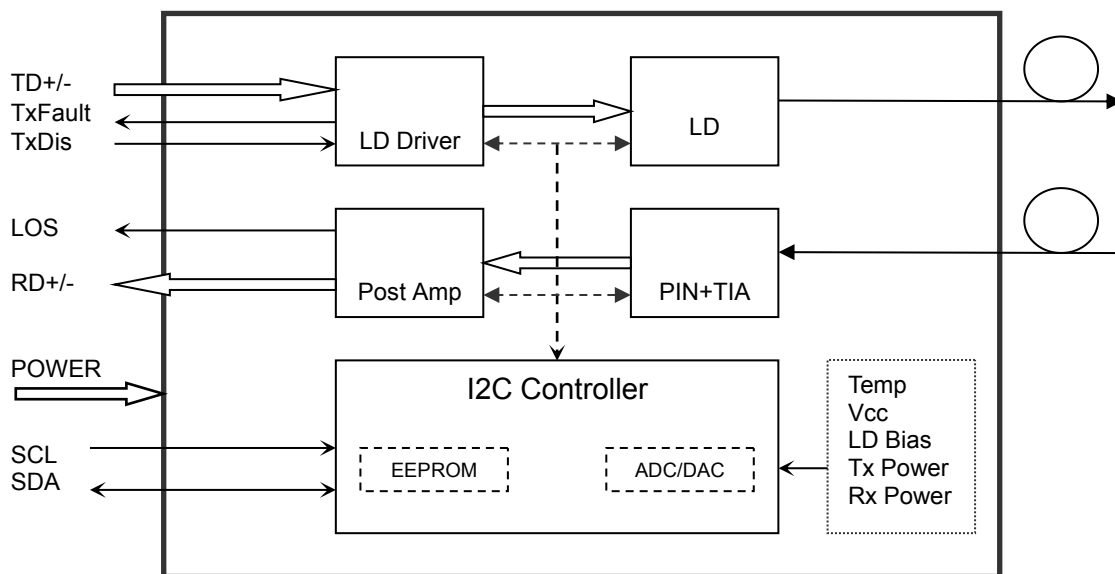 TD+/-
TxFault
TxDis
LD Driver
LD
LOS
RD+/-
Post Amp
PIN+TIA
POWER
I2C Controller
SCL
SDA
EEPROM
ADC/DAC
Temp
Vcc
LD Bias
Tx Power
Rx Power